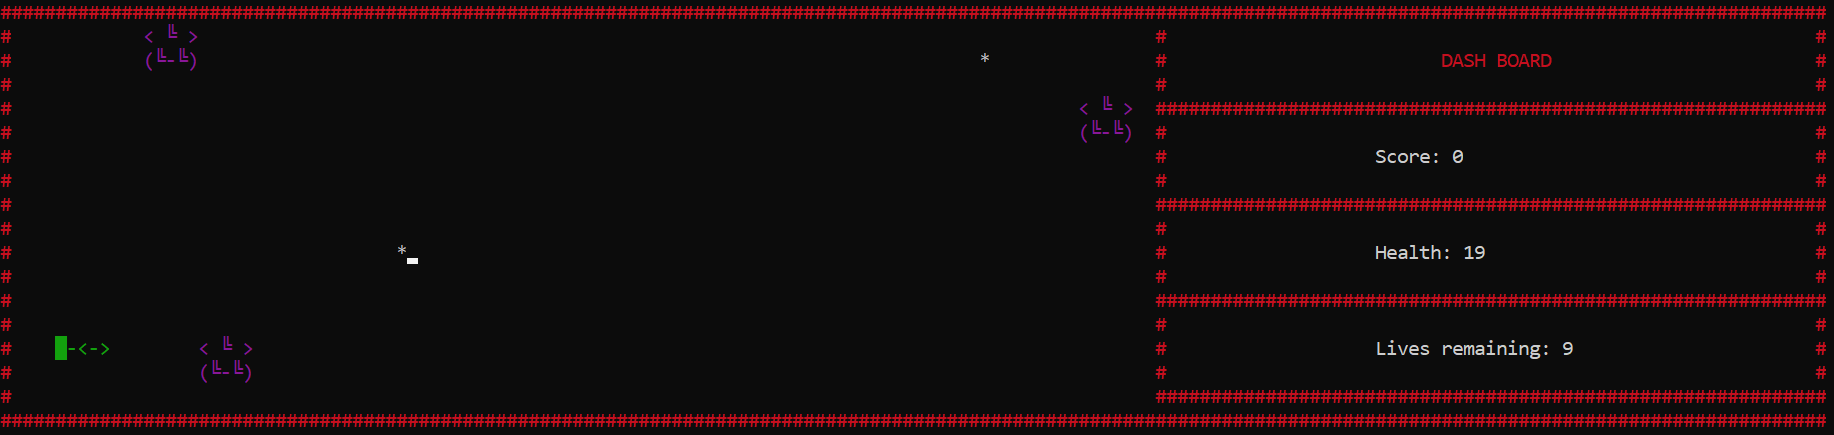 < ╚ >
(╚-╚)
*
DASH BOARD
< ╚ >
(╚-╚)
Score: 0
*
Health: 19
█-<->
< ╚ >
(╚-╚)
Lives remaining: 9